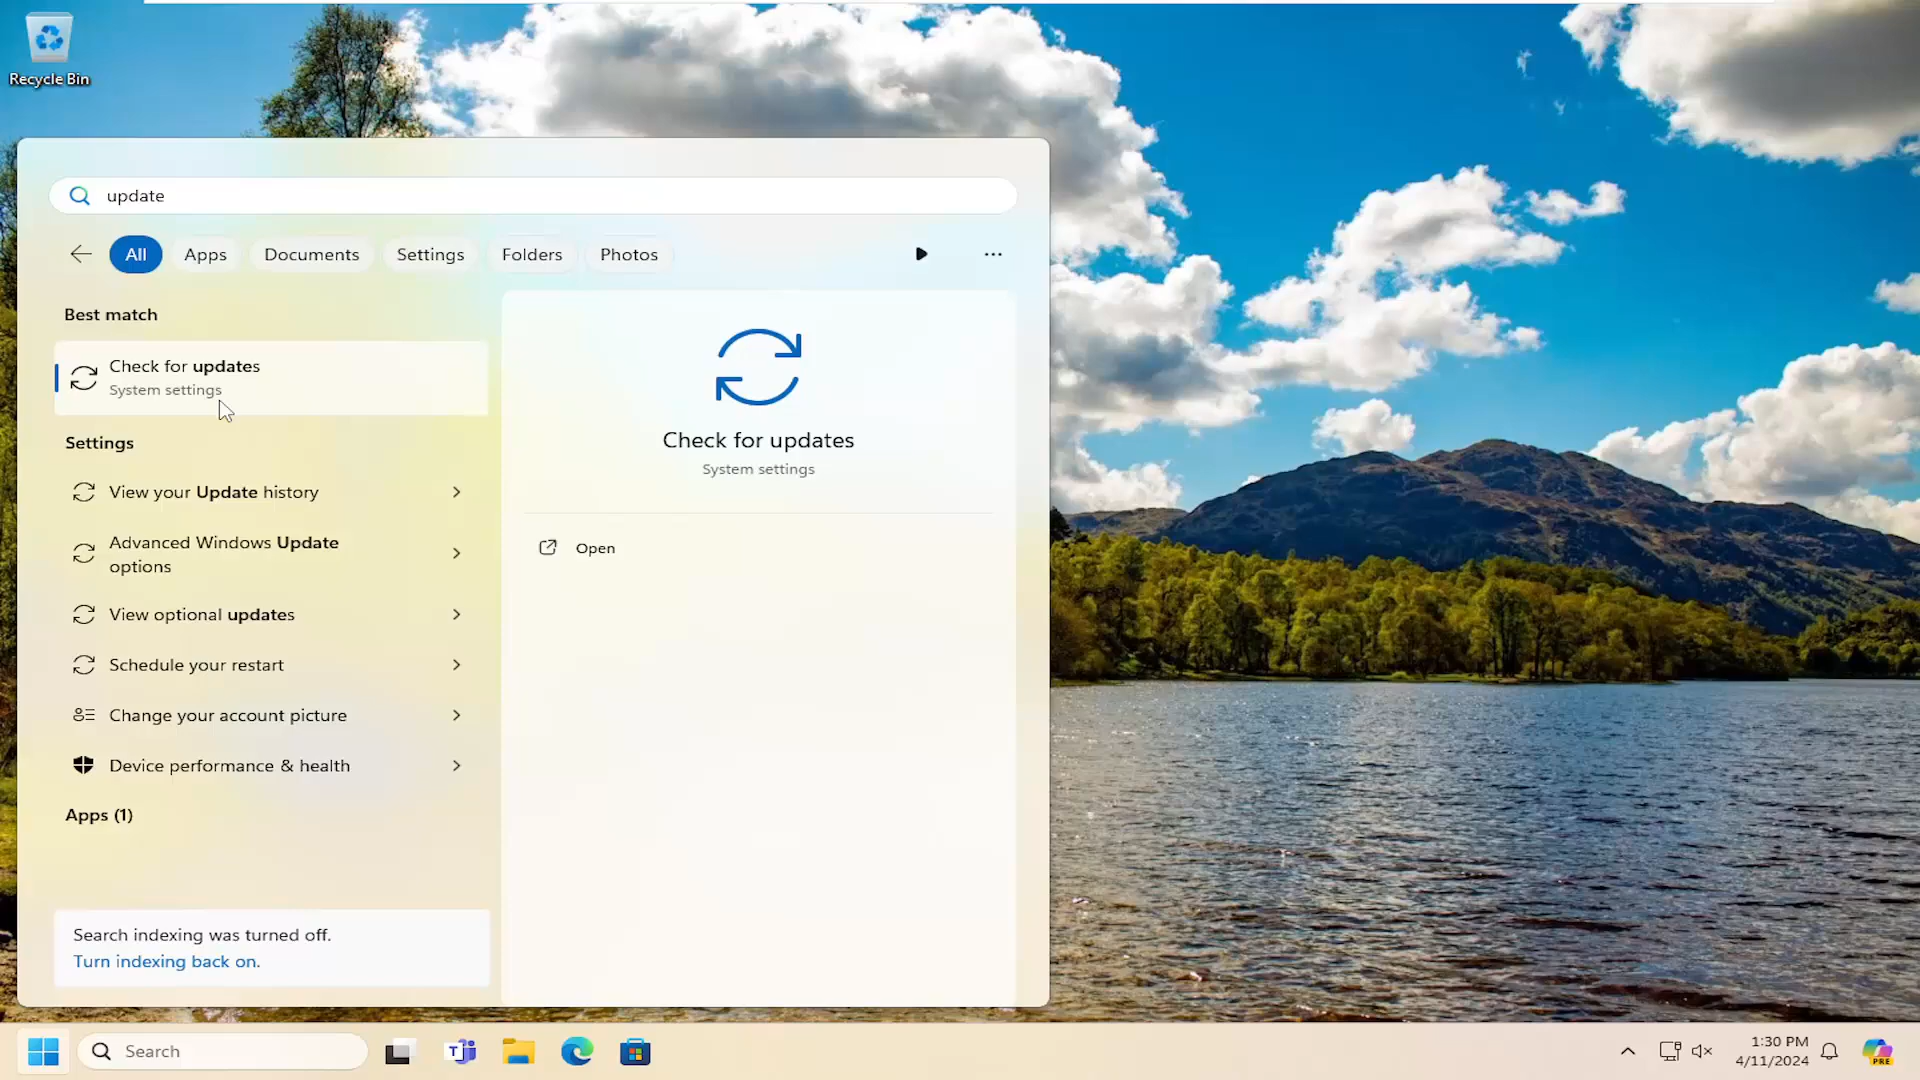 Recycle Bin
update
All
Apps
Documents
Settings
Folders
Photos
Best match
Check for updates
System settings
Settings
View your Update history
Advanced Windows Update
options
View optional updates
Schedule your restart
Change your account picture
Device performance & health
Apps (1)
Search indexing was turned off.
Turn indexing back on.
Check for updates
System settings
Open
Search
T
1:30 PM
4/11/2024
PRE